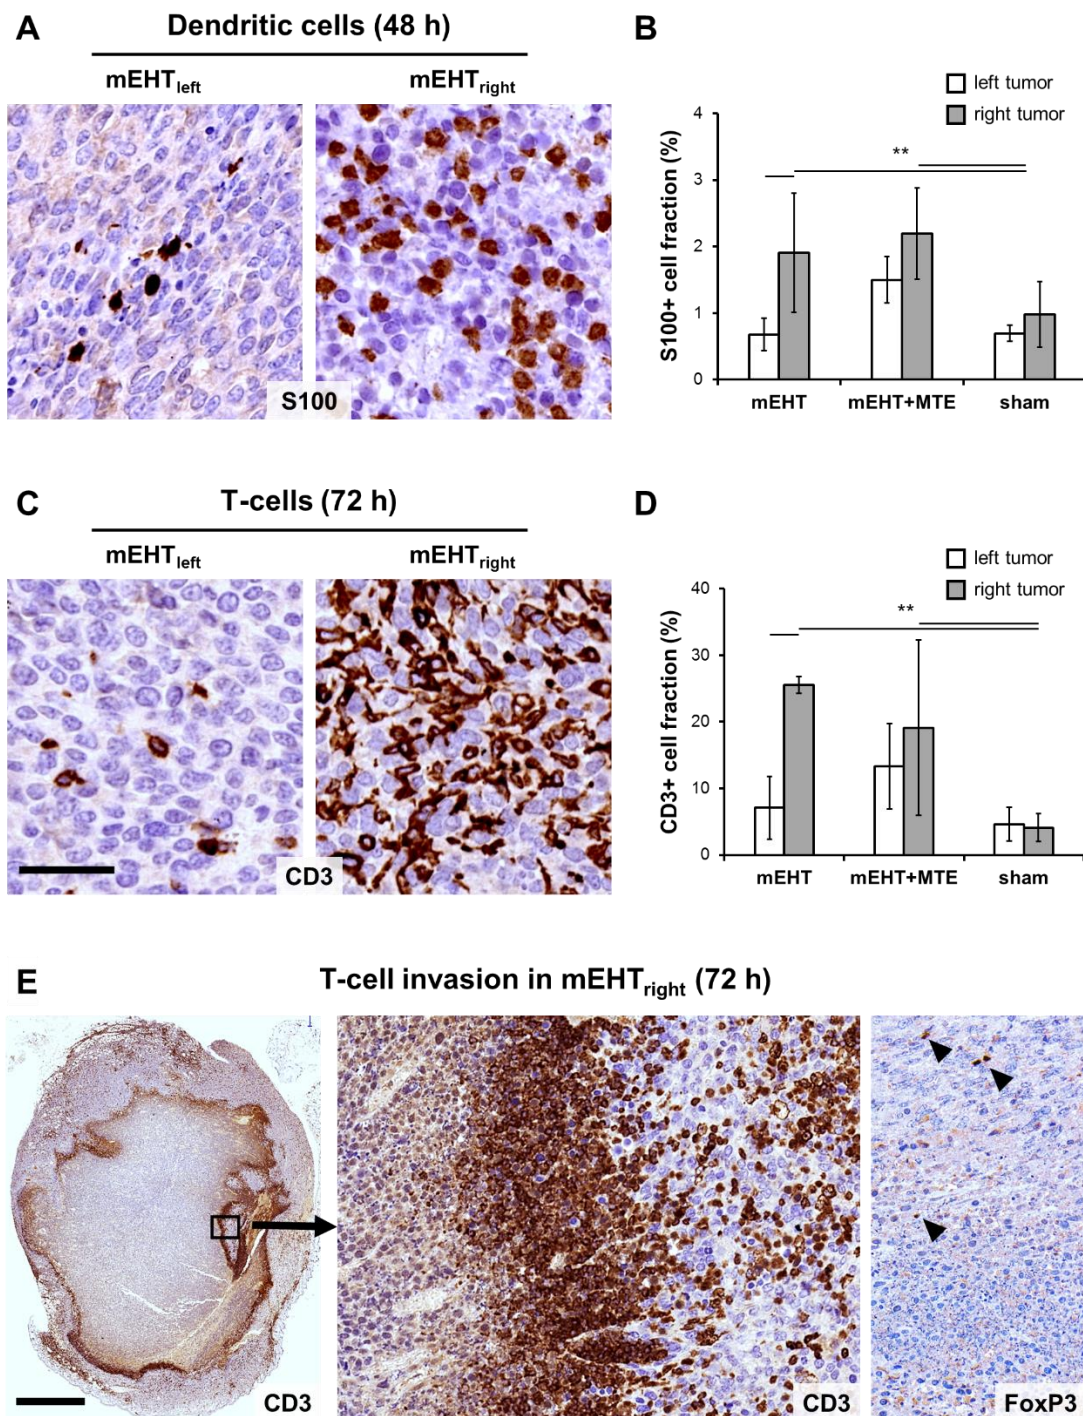 A
Dendritic cells (48 h)
mEHTleft
mEHTright
S100
B
left tumor
right tumor
S100+ cell fraction (%)
4
3
2
1
0
**
mEHT
mEHT+MTE
sham
C
T-cells (72 h)
mEHTleft
mEHTright
CD3
D
left tumor
right tumor
CD3+ cell fraction (%)
40
30
20
10
0
**
mEHT
mEHT+MTE
sham
E
T-cell invasion in mEHTright (72 h)
CD3
CD3
FoxP3